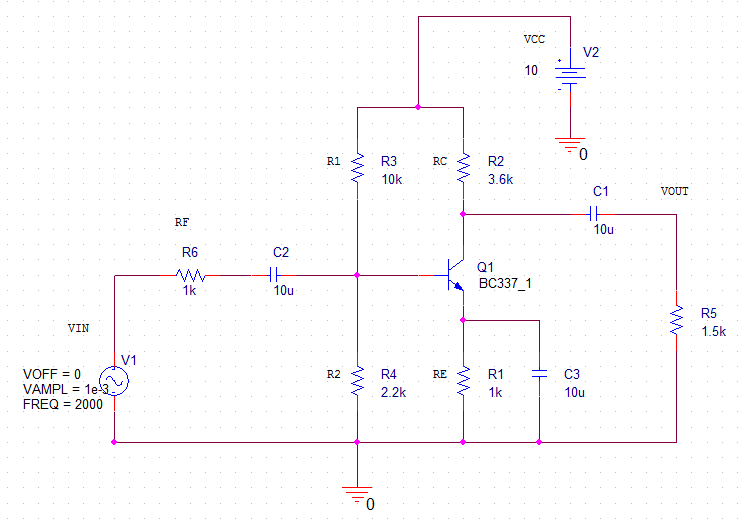 VCC
V2
10
0
R1
R3
10k
RC
R2
3.6k
C1
10u
VOUT
RF
R6
1k
C2
10u
Q1
BC337_1
R5
1.5k
VIN
V1
VOFF = 0
VAMPL = 1e-3
FREQ = 2000
R2
R4
2.2k
RE
R1
1k
C3
10u
0